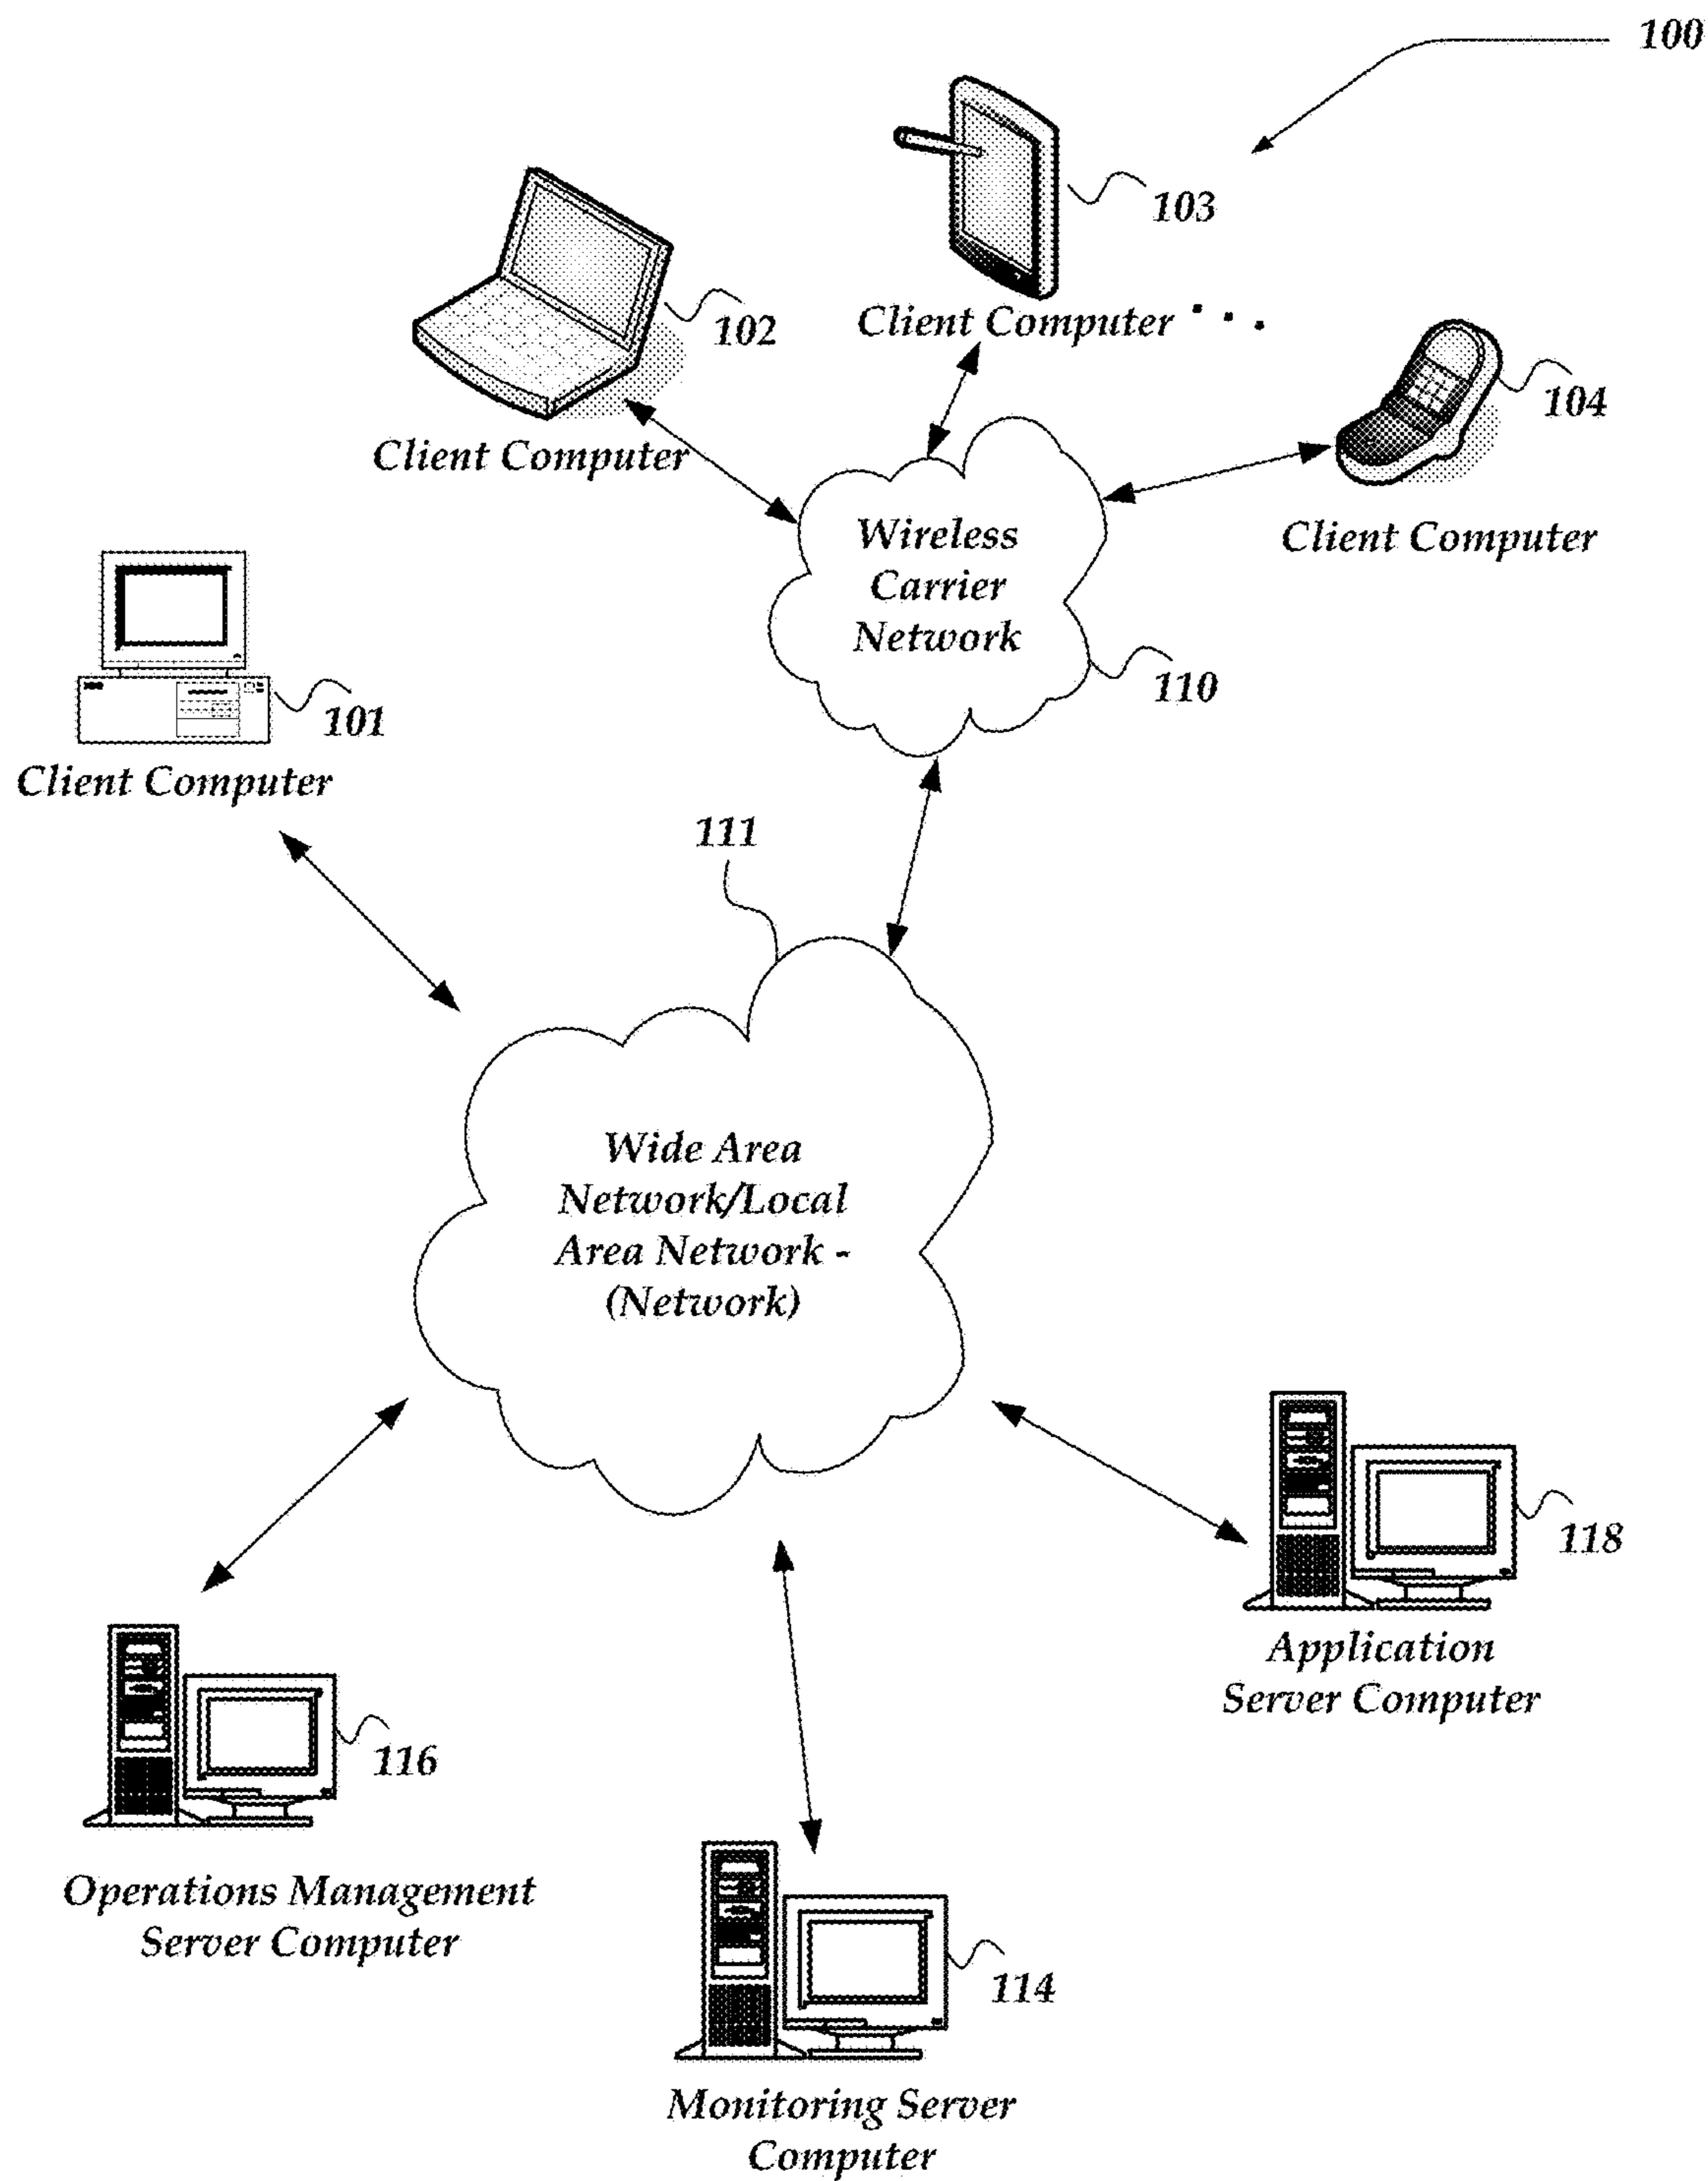 100
103
Client Computer . . .
102
Client Computer
104
Client Computer
Wireless
Carrier
Network
110
101
Client Computer
111
Wide Area
Network/Local
Area Network -
(Network)
118
Application
Server Computer
116
Operations Management
Server Computer
114
Monitoring Server
Computer